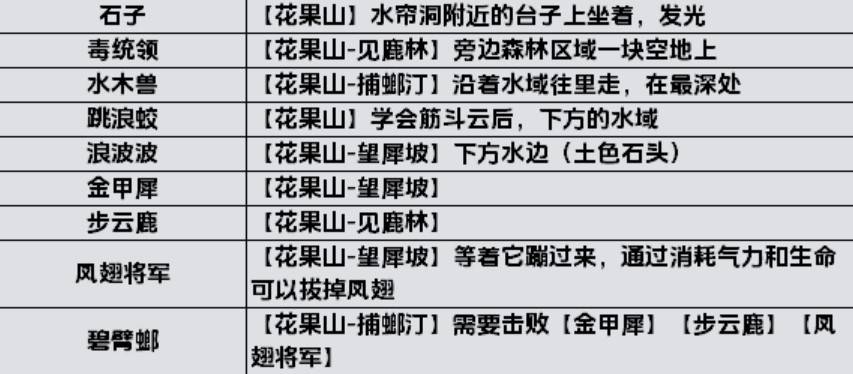 石子 【花果山】水帘洞附近的台子上坐着，发光
毒统领 【花果山-见鹿林】旁边森林区域一块空地上
水木兽 【花果山-捕螂汀】沿着水域往里走，在最深处
跳浪蛟 【花果山】学会筋斗云后，下方的水域
浪波波 【花果山-望犀坡】下方水边（土色石头）
金甲犀 【花果山-望犀坡】
步云鹿 【花果山-见鹿林】
凤翅将军 【花果山-望犀坡】等着它蹦过来，通过消耗气力和生命
可以拔掉凤翅
碧臂螂 【花果山-捕螂汀】需要击败【金甲犀】【步云鹿】【凤
翅将军】